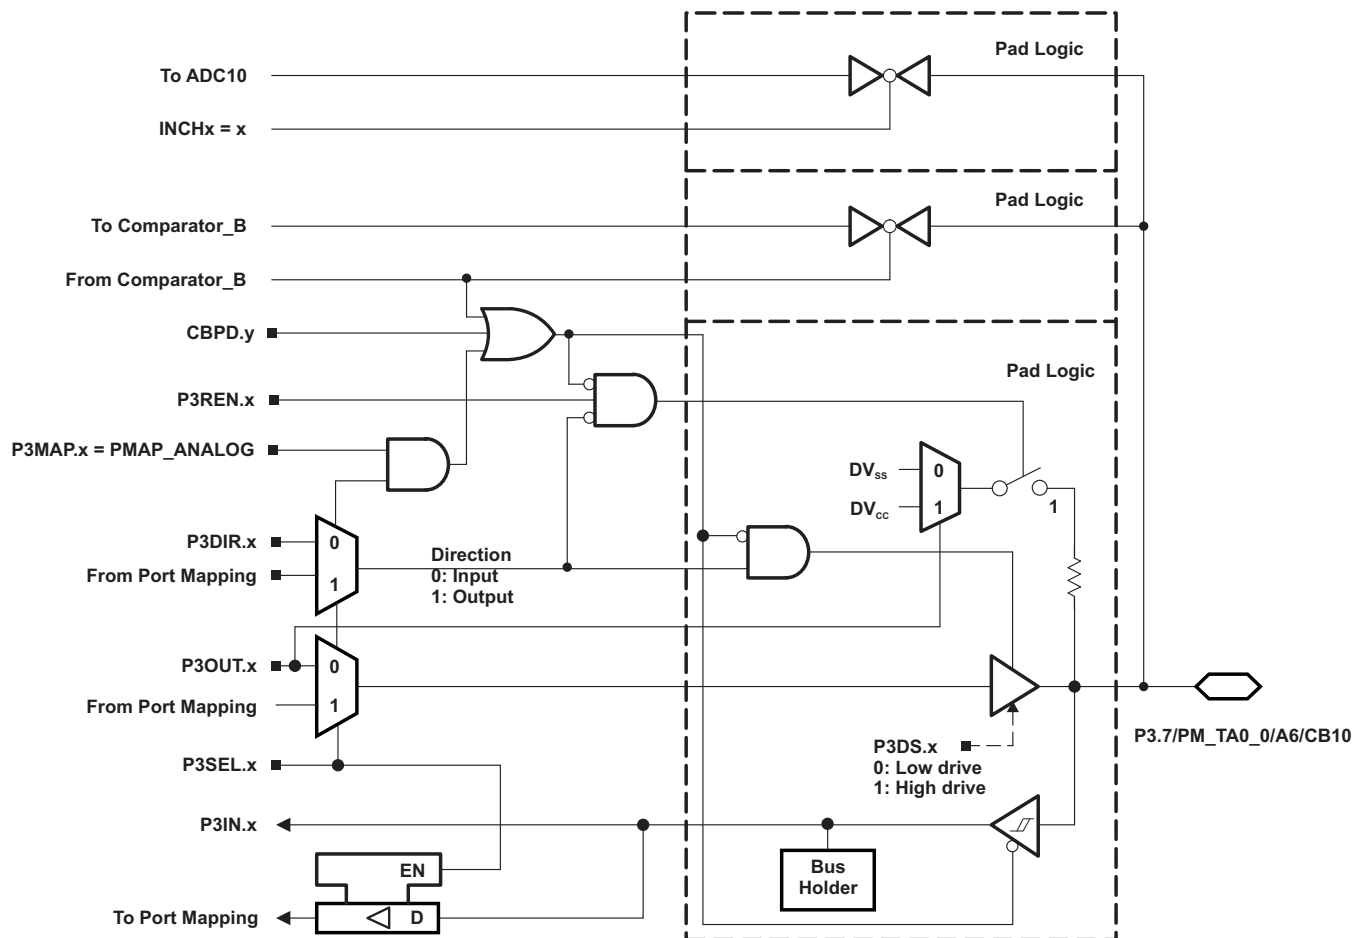 Pad Logic
To ADC10
INCHx = x
Pad Logic
To Comparator_B
From Comparator_B
CBPD.y
Pad Logic
P3REN.x
P3MAP.x = PMAP_ANALOG
DVss
0
DVcc
1
1
P3DIR.x
0
From Port Mapping
1
Direction
0: Input
1: Output
P3OUT.x
0
From Port Mapping
1
P3DS.x
0: Low drive
1: High drive
P3.7/PM_TA0_0/A6/CB10
P3SEL.x
P3IN.x
EN
Bus
Holder
To Port Mapping
D